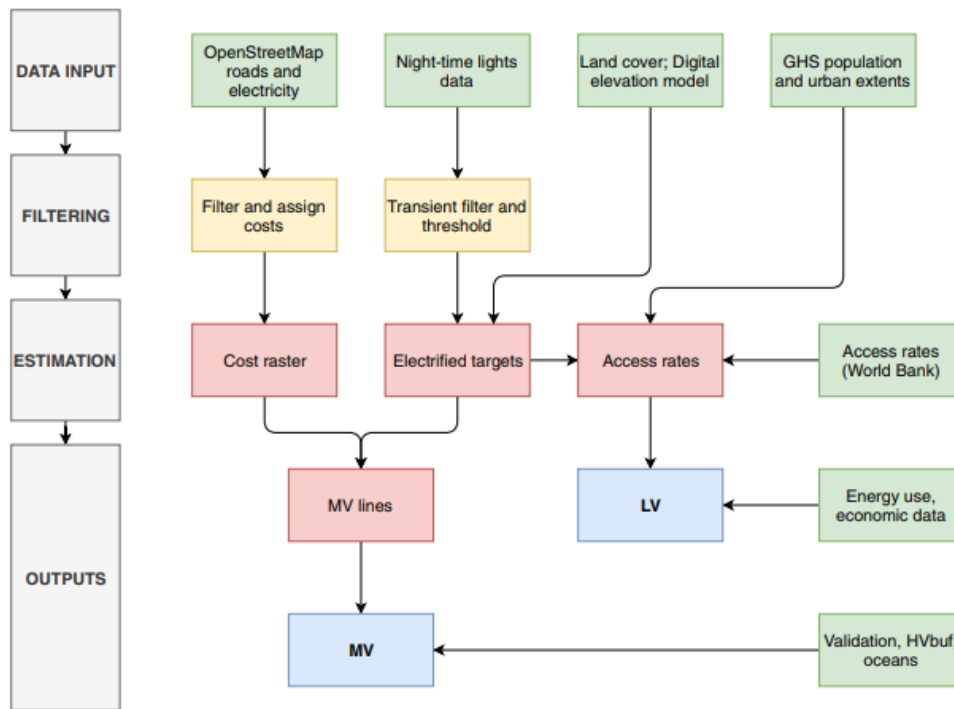 DATA INPUT
OpenStreetMap
roads and
electricity
Night-time lights
data
Land cover; Digital
elevation model
GHS population
and urban extents
FILTERING
Filter and assign
costs
Transient filter and
threshold
ESTIMATION
Cost raster
Electrified targets
Access rates
Access rates
(World Bank)
OUTPUTS
MV lines
LV
Energy use,
economic data
MV
Validation, HVbuf,
oceans